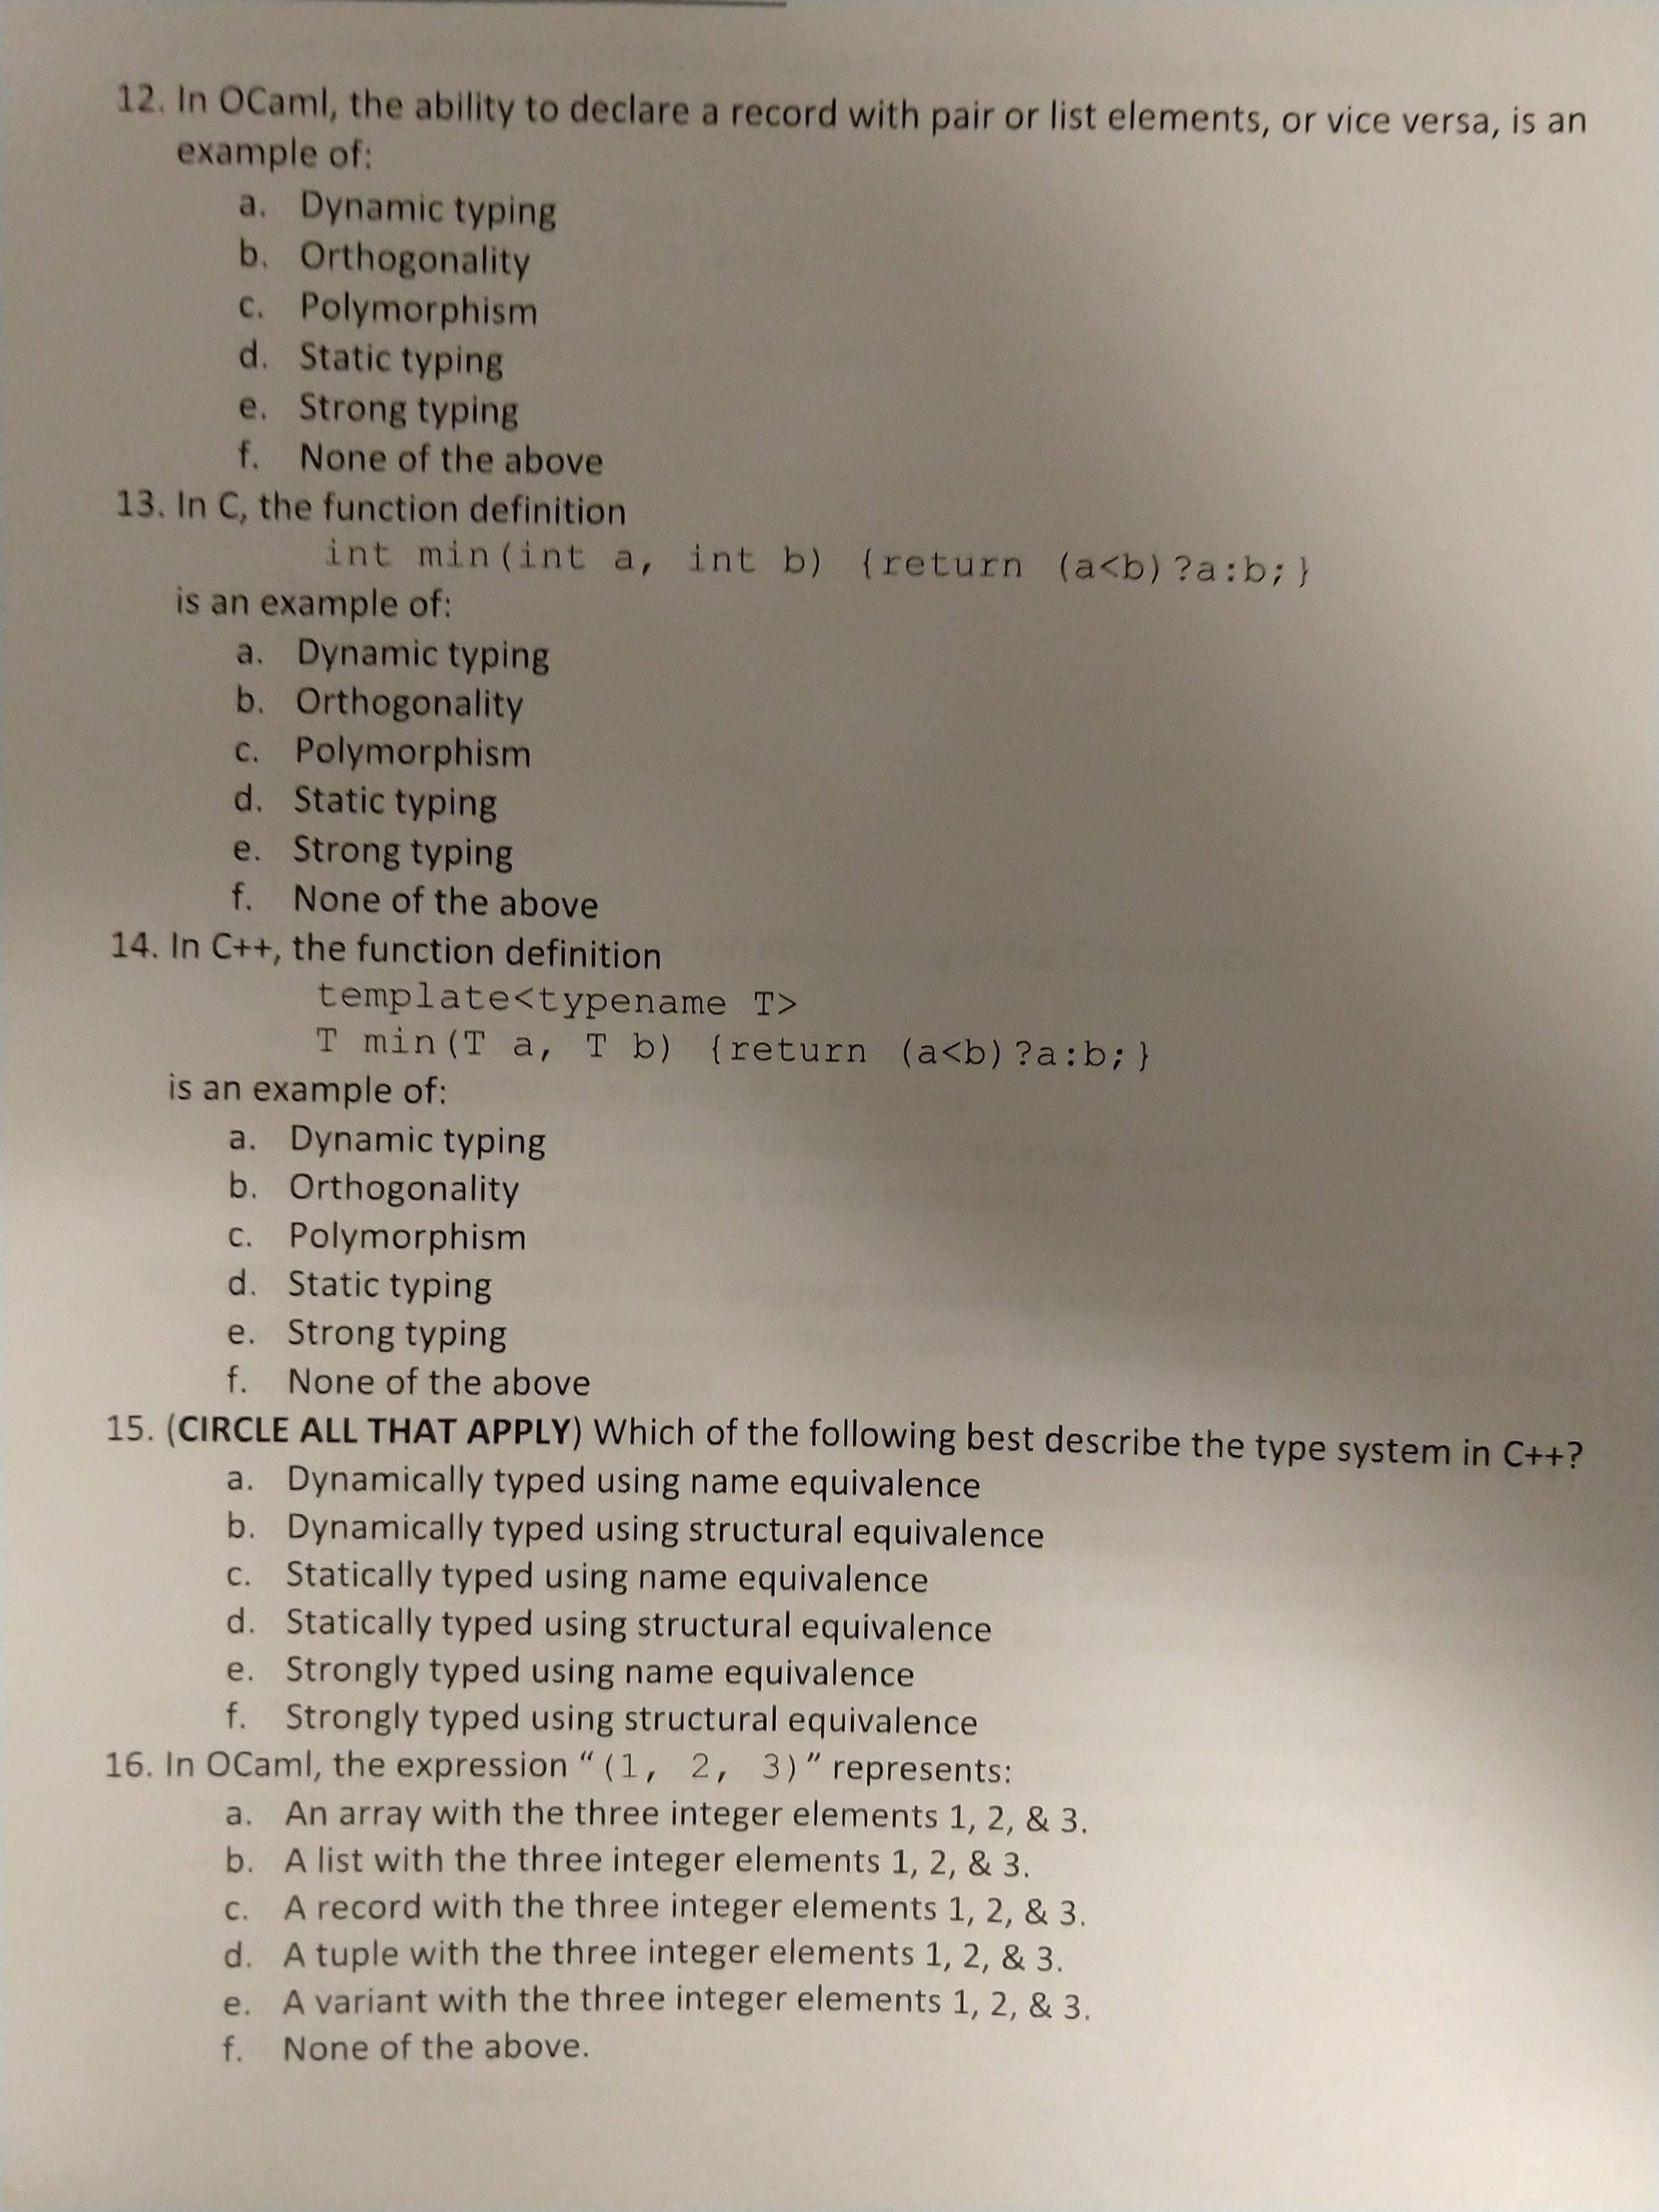 12. In OCaml, the ability to declare a record with pair or list elements, or vice versa, is an
example of:
a. Dynamic typing
b. Orthogonality
c. Polymorphism
d. Static typing
e. Strong typing
f. None of the above
13. In C, the function definition
int min(int a, int b) {return (a<b)?a:b;}
is an example of:
a. Dynamic typing
b. Orthogonality
c. Polymorphism
d. Static typing
e. Strong typing
f. None of the above
14. In C++, the function definition
template<typename T>
T min(T a, T b) {return (a<b)?a:b;}
is an example of:
a. Dynamic typing
b. Orthogonality
c. Polymorphism
d. Static typing
e. Strong typing
f. None of the above
15. (CIRCLE ALL THAT APPLY) Which of the following best describe the type system in C++?
a. Dynamically typed using name equivalence
b. Dynamically typed using structural equivalence
c. Statically typed using name equivalence
d. Statically typed using structural equivalence
e. Strongly typed using name equivalence
f. Strongly typed using structural equivalence
16. In OCaml, the expression “(1, 2, 3)” represents:
a. An array with the three integer elements 1, 2, & 3.
b. A list with the three integer elements 1, 2, & 3.
c. A record with the three integer elements 1, 2, & 3.
d. A tuple with the three integer elements 1, 2, & 3.
e. A variant with the three integer elements 1, 2, & 3.
f. None of the above.